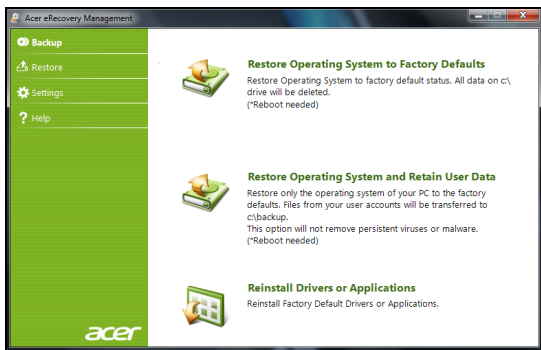 Acer eRecovery Management
Backup
Restore
Settings
? Help
acer
Restore Operating System to Factory Defaults
Restore Operating System to factory default status. All data on c:\
drive will be deleted.
(*Reboot needed)
Restore Operating System and Retain User Data
Restore only the operating system of your PC to the factory
defaults. Files from your user accounts will be transferred to
c:\backup.
This option will not remove persistent viruses or malware.
(*Reboot needed)
Reinstall Drivers or Applications
Reinstall Factory Default Drivers or Applications.